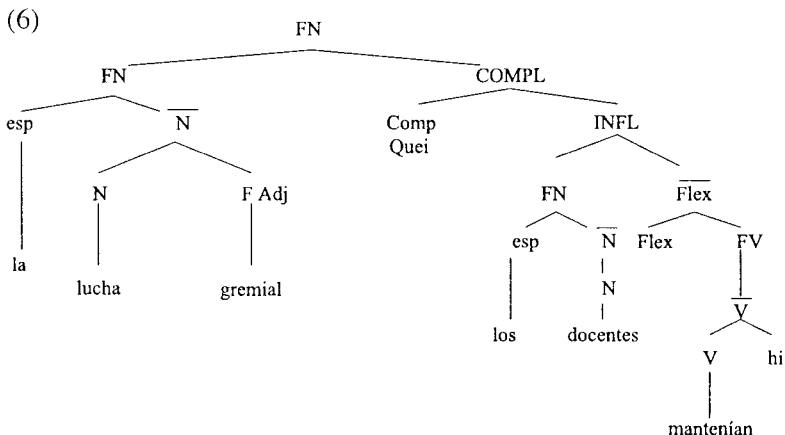 (6)
FN
FN COMPL
esp N Comp INFL
Quei
N F Adj FN Flex
esp N Flex FV
la
lucha gremial N
V
los docentes
V hi
mantenían